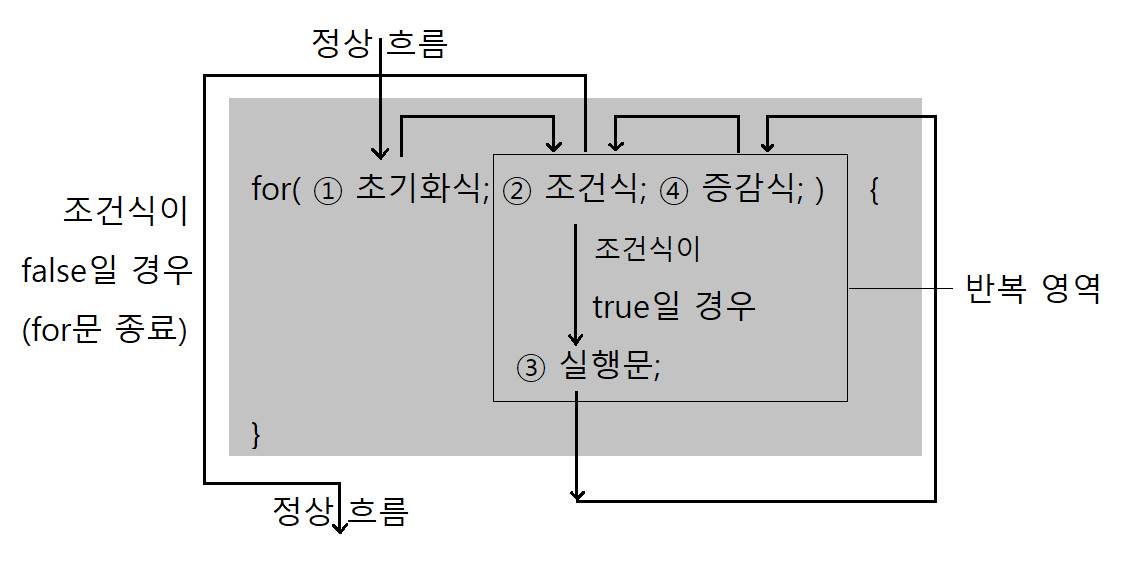 정상 흐름
for( ① 초기화식; ② 조건식; ④ 증감식; ) {
조건식이
false일 경우
(for문 종료)
조건식이
true일 경우
③ 실행문;
반복 영역
}
정상 흐름